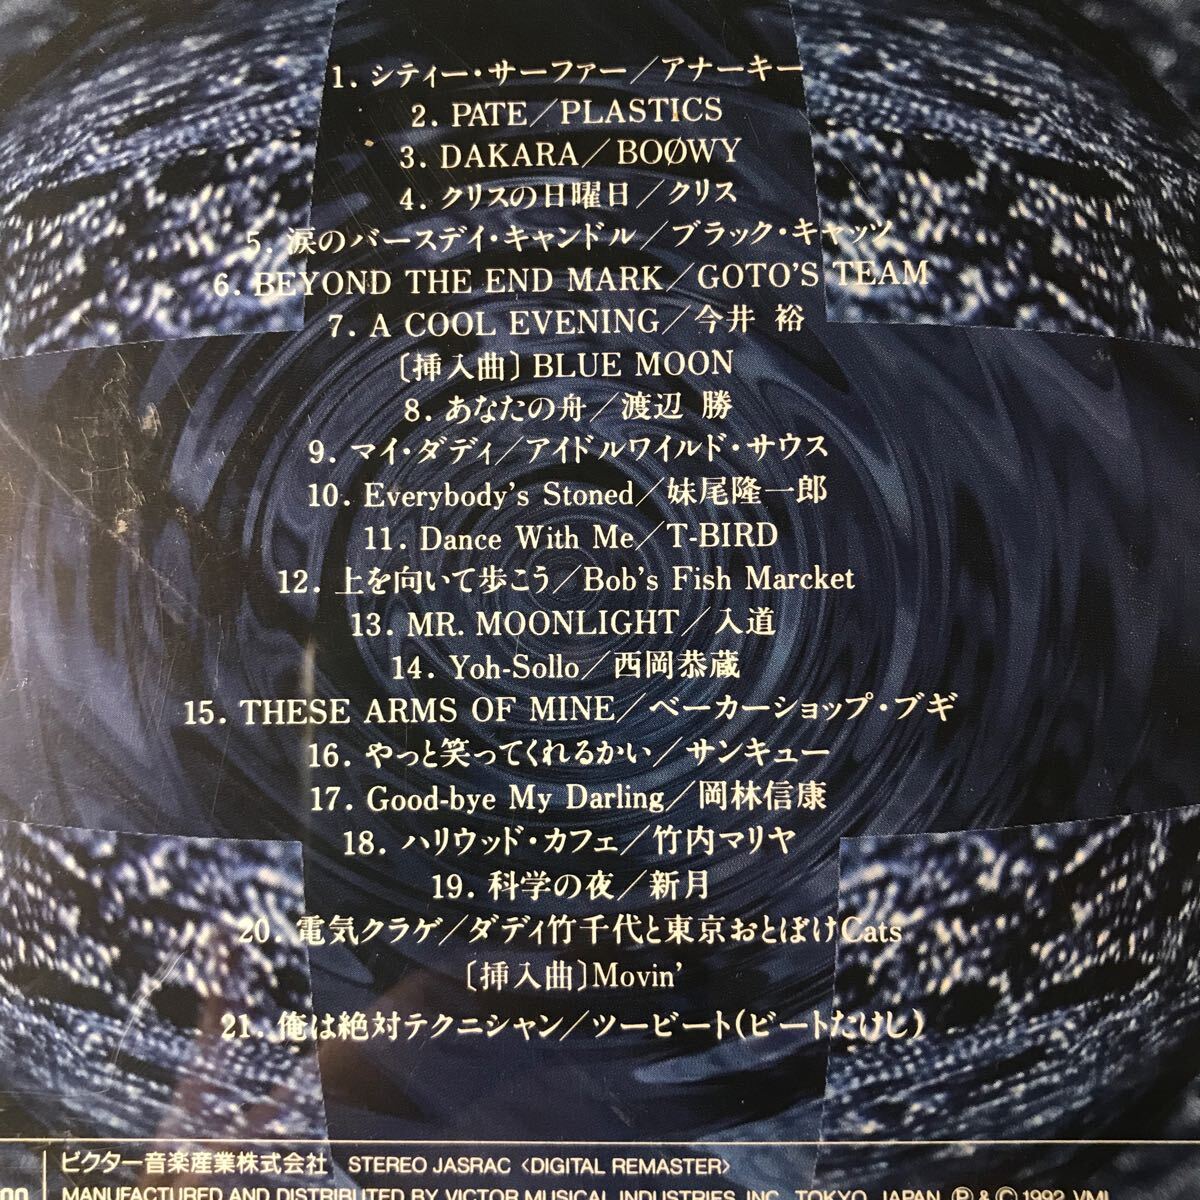 1. シティー・サーファー／アナーキー
2. PATE／PLASTICS
3. DAKARA／BOØWY
4. クリスの日曜日／クリス
5. 涙のバースデイ・キャンドル／ブラック・キャッツ
6. BEYOND THE END MARK／GOTO'S TEAM
7. A COOL EVENING／今井 裕
〔挿入曲〕BLUE MOON
8. あなたの舟／渡辺 勝
9. マイ・ダディ／アイドルワイルド・サウス
10. Everybody's Stoned／妹尾隆一郎
11. Dance With Me／T-BIRD
12. 上を向いて歩こう／Bob's Fish Marcket
13. MR. MOONLIGHT／入道
14. Yoh-Sollo／西岡恭蔵
15. THESE ARMS OF MINE／ベーカーショップ・ブギ
16. やっと笑ってくれるかい／サンキュー
17. Good-bye My Darling／岡林信康
18. ハリウッド・カフェ／竹内マリヤ
19. 科学の夜／新月
20. 電気クラゲ／ダディ竹千代と東京おとぼけCats
〔挿入曲〕Movin'
21. 俺は絶対テクニシャン／ツービート(ビートたけし)
ビクター音楽産業株式会社 STEREO JASRAC <DIGITAL REMASTER>
MANUFACTURED AND DISTRIBUTED BY VICTOR MUSICAL INDUSTRIES, INC. TOKYO, JAPAN Ⓟ & © 1992 VMI